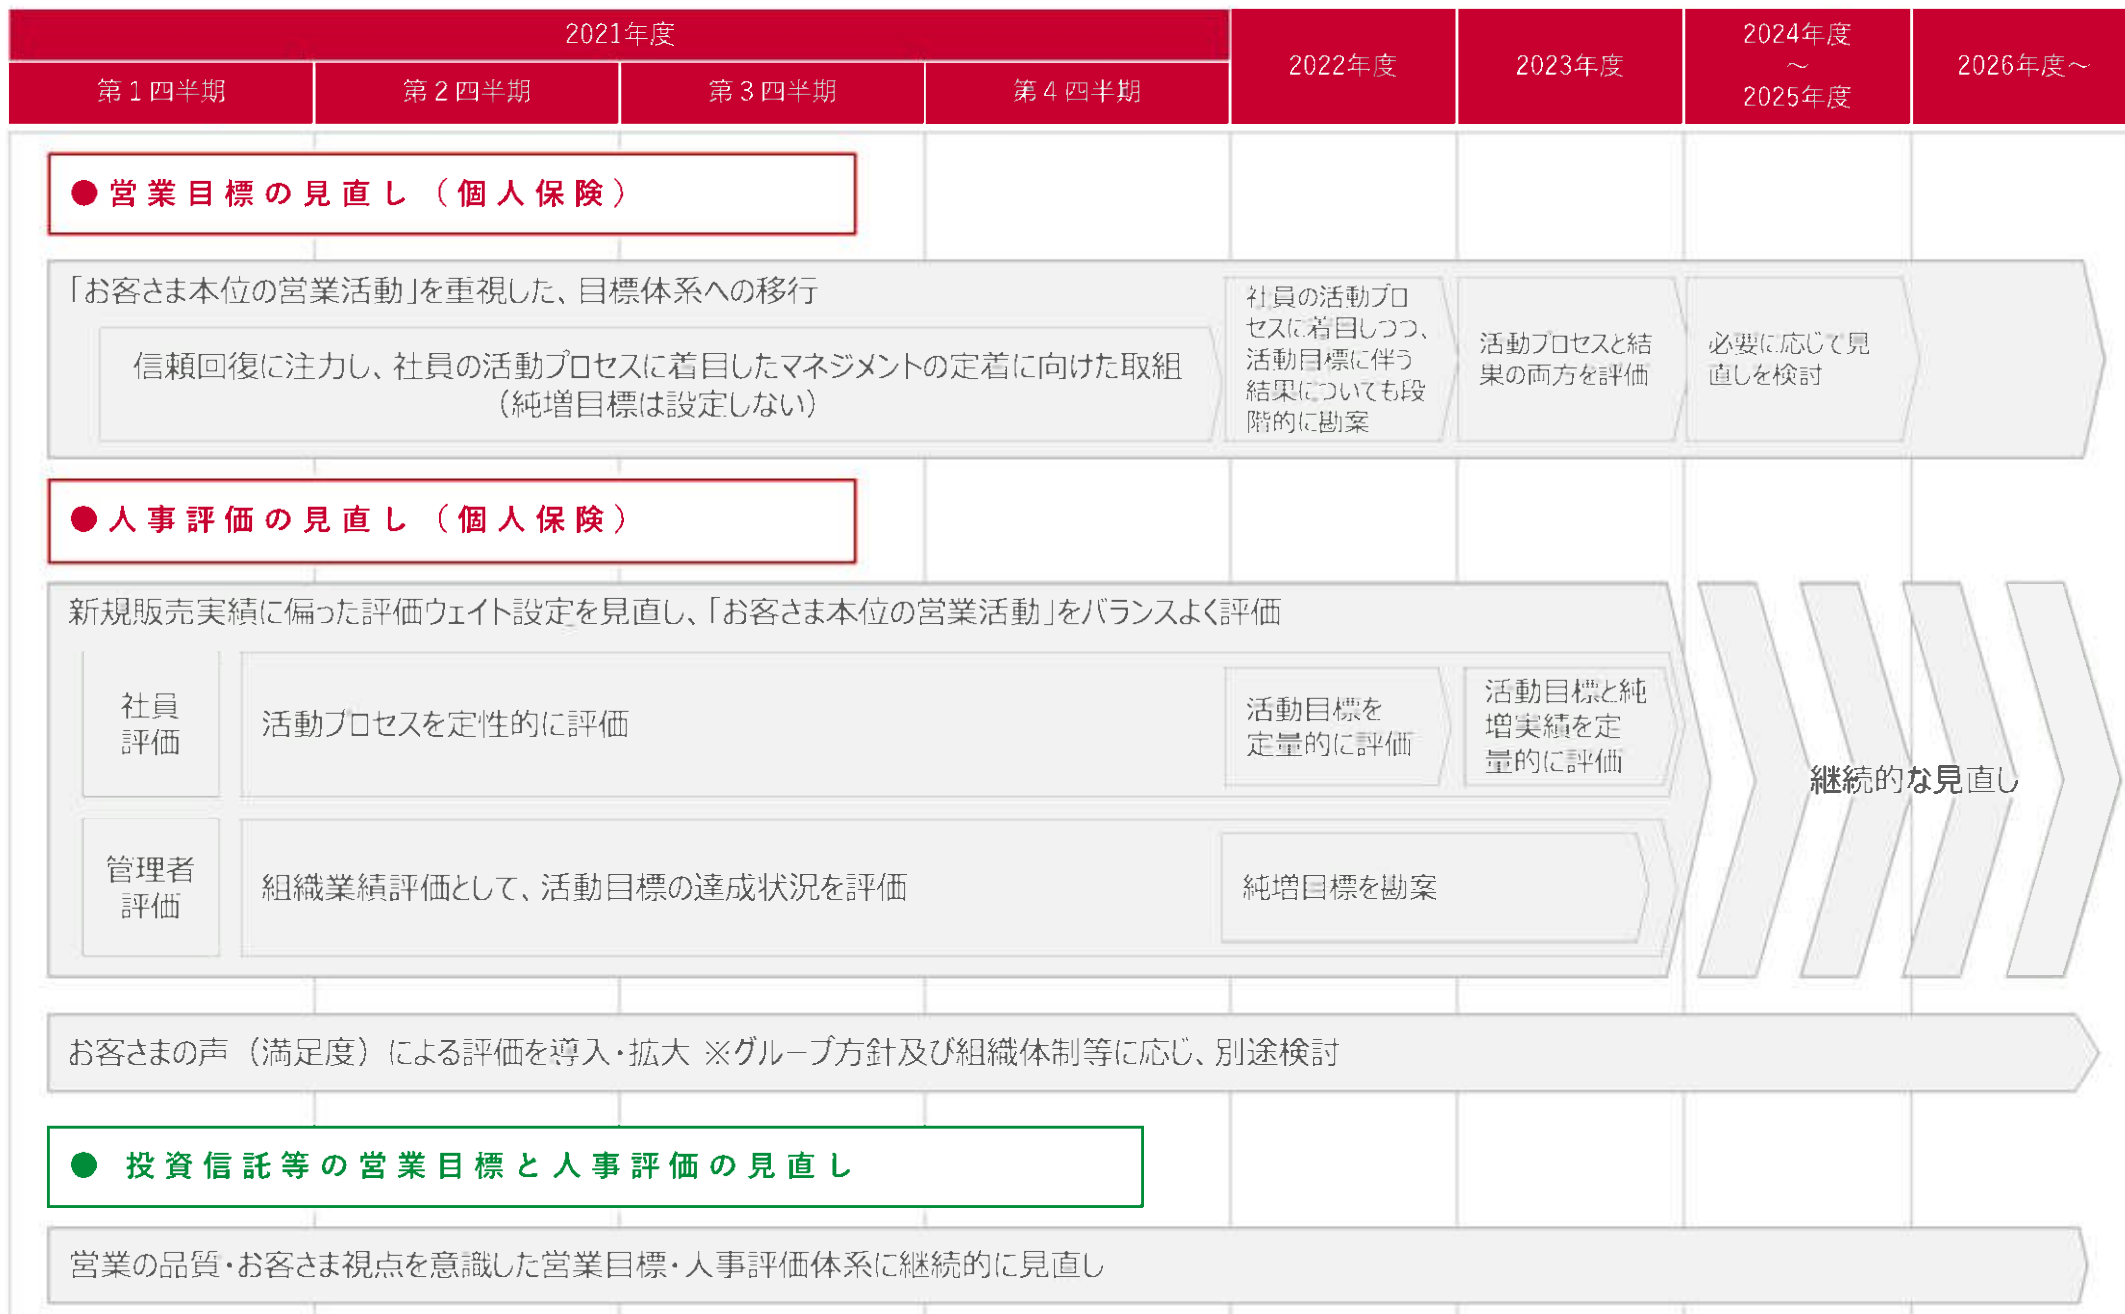 2021年度
2022年度
2023年度
2024年度
～
2025年度
2026年度～
第１四半期
第２四半期
第３四半期
第４四半期
●営業目標の見直し（個人保険）
「お客さま本位の営業活動」を重視した、目標体系への移行
信頼回復に注力し、社員の活動プロセスに着目したマネジメントの定着に向けた取組
（純増目標は設定しない）
社員の活動プロ
セスに着目しつつ、
活動目標に伴う
結果についても段
階的に勘案
活動プロセスと結
果の両方を評価
必要に応じて見
直しを検討
●人事評価の見直し（個人保険）
新規販売実績に偏った評価ウェイト設定を見直し、「お客さま本位の営業活動」をバランスよく評価
社員
評価
活動プロセスを定性的に評価
活動目標を
定量的に評価
活動目標と純
増実績を定
量的に評価
継続的な見直し
管理者
評価
組織業績評価として、活動目標の達成状況を評価
純増目標を勘案
お客さまの声（満足度）による評価を導入・拡大 ※グループ方針及び組織体制等に応じ、別途検討
● 投資信託等の営業目標と人事評価の見直し
営業の品質・お客さま視点を意識した営業目標・人事評価体系に継続的に見直し